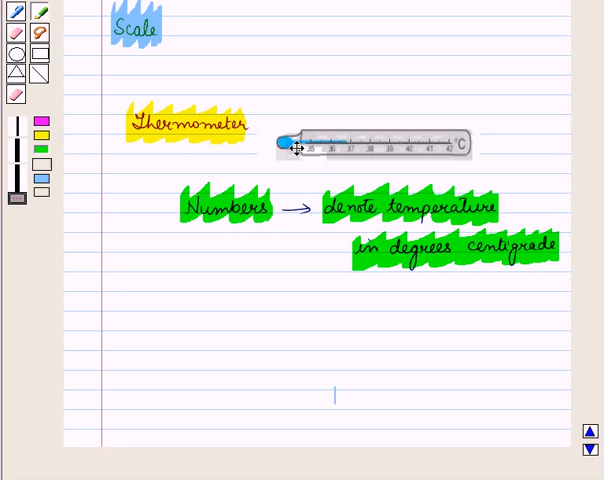 Scale
Thermometer
35 36 37 38 39 40 41 42 °C
Numbers → denote temperature
in degrees centigrade